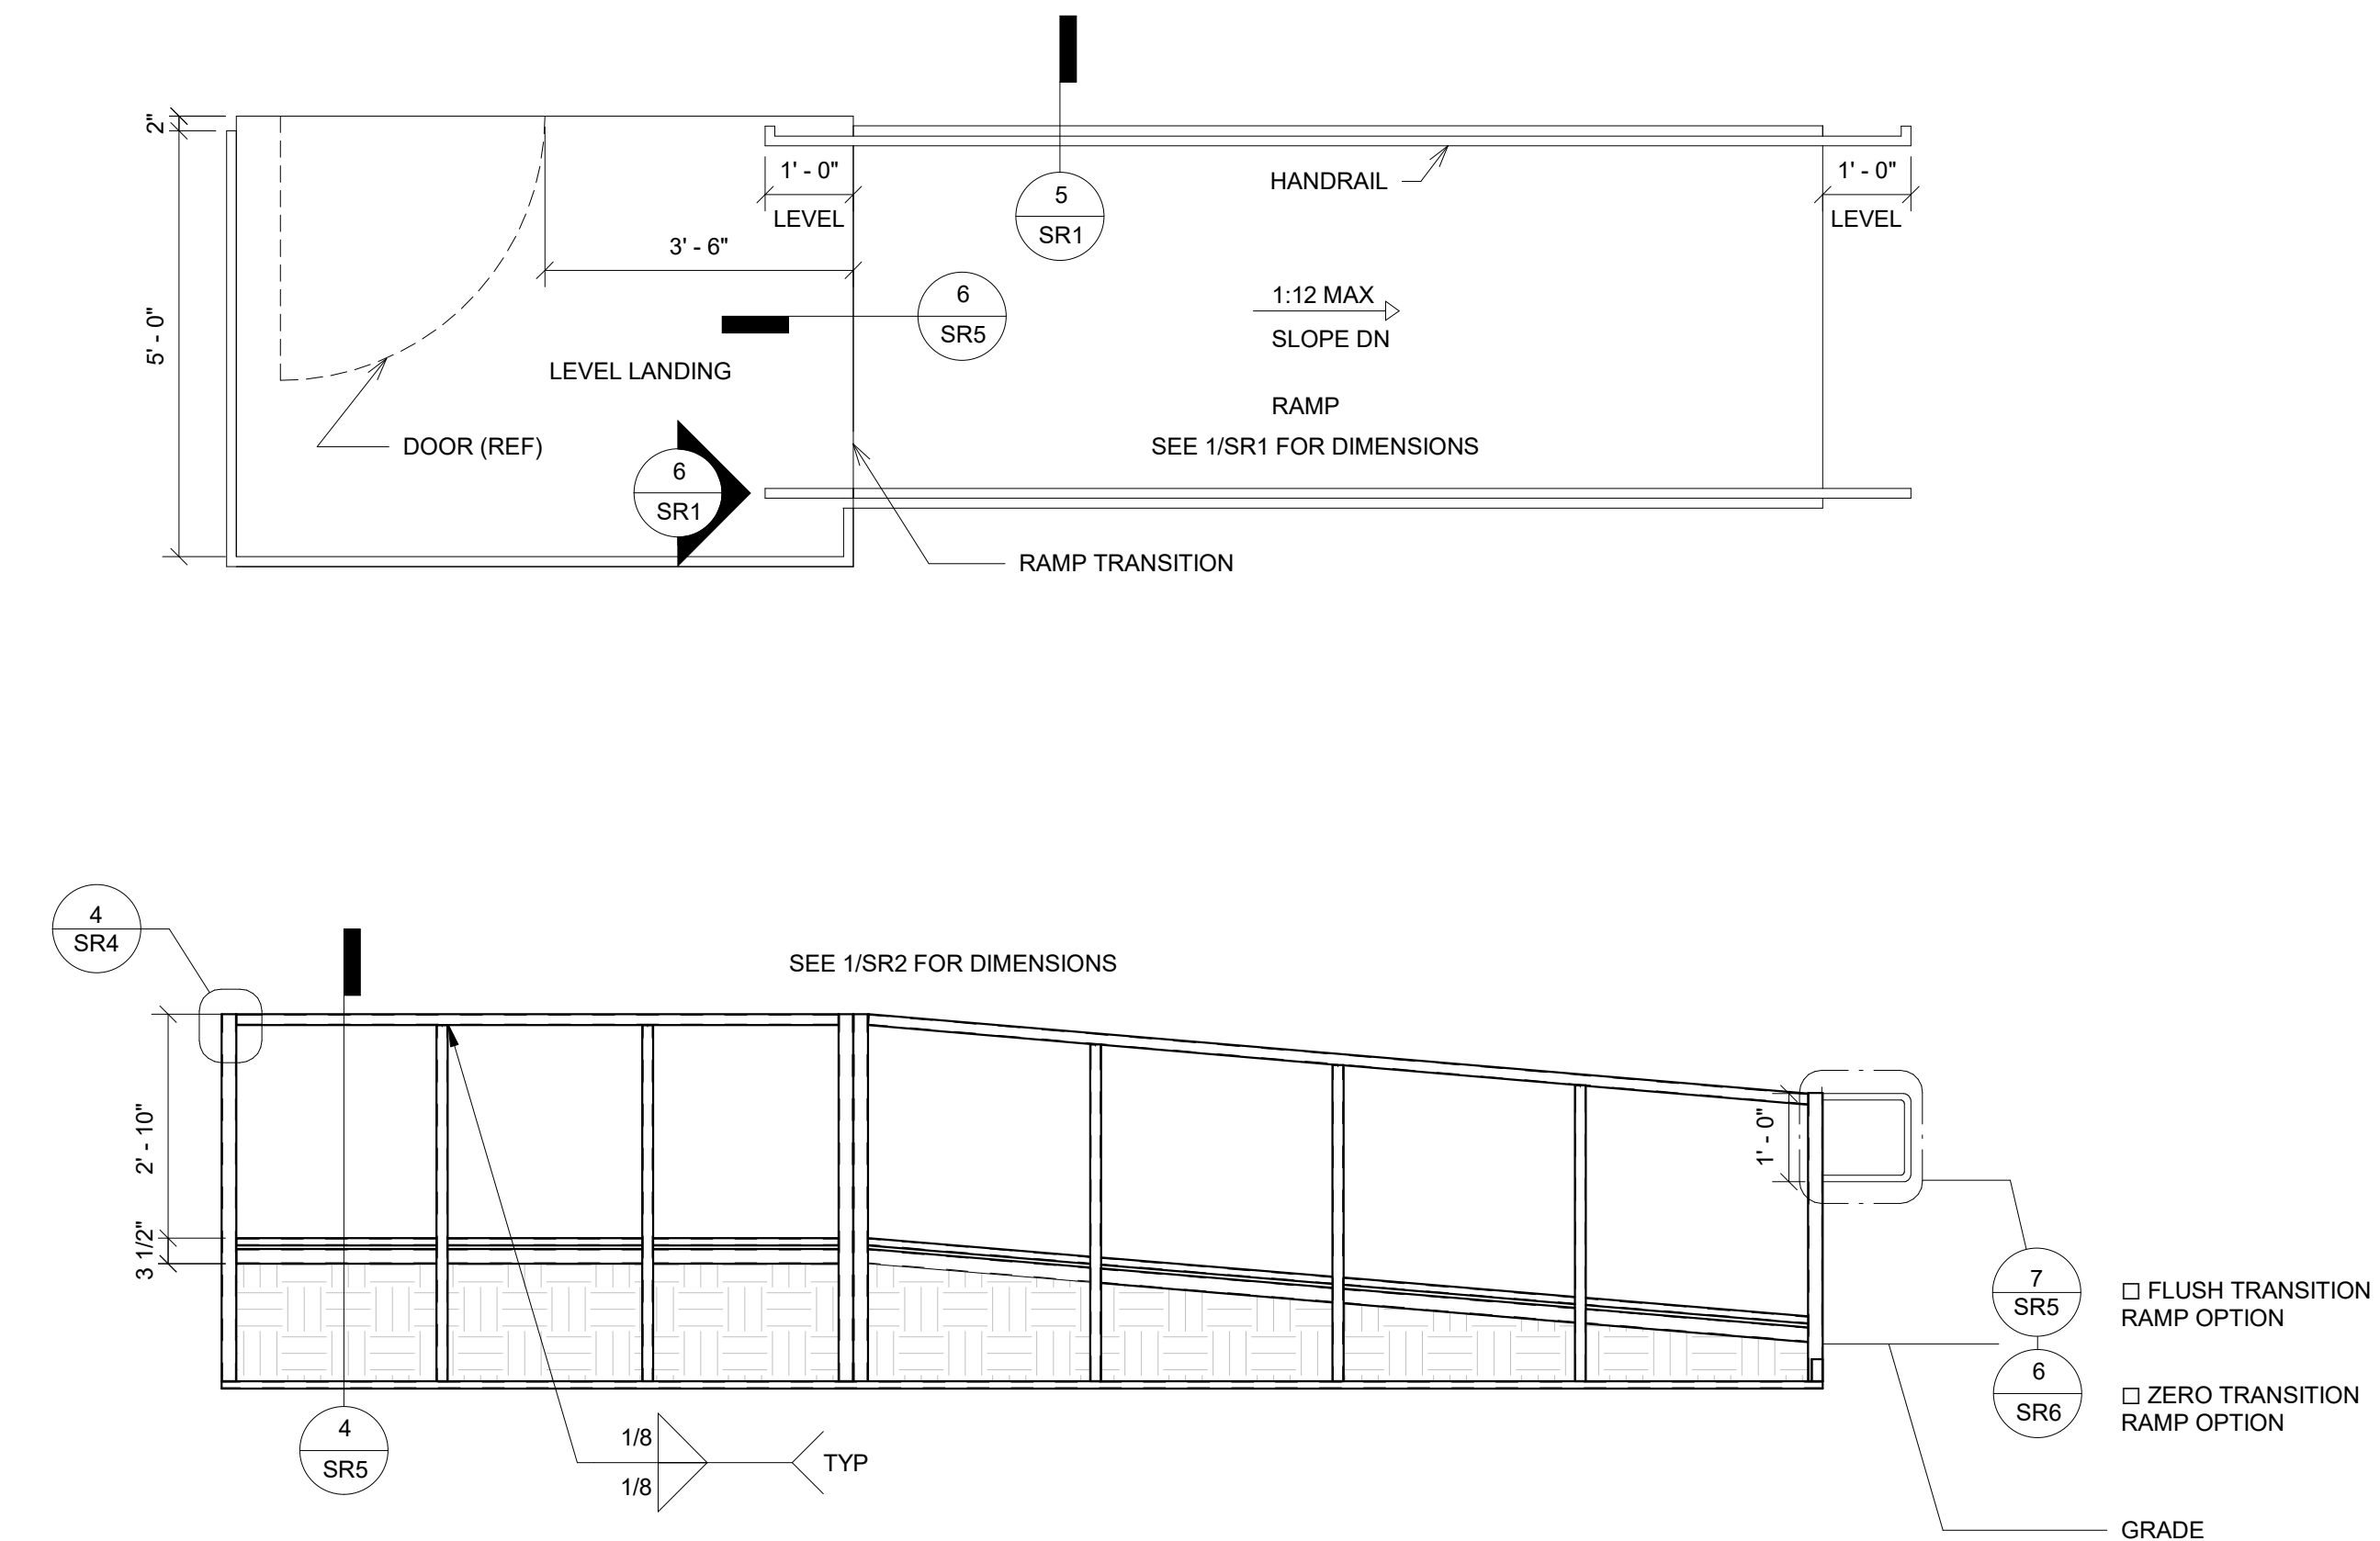 2"
5' - 0"
1' - 0"
LEVEL
3' - 6"
5
SR1
6
SR5
HANDRAIL
1' - 0"
LEVEL
1:12 MAX
SLOPE DN
LEVEL LANDING
RAMP
SEE 1/SR1 FOR DIMENSIONS
DOOR (REF)
6
SR1
RAMP TRANSITION
4
SR4
SEE 1/SR2 FOR DIMENSIONS
2' - 10"
3 1/2"
1' - 0"
7
SR5
☐ FLUSH TRANSITION
RAMP OPTION
6
SR6
☐ ZERO TRANSITION
RAMP OPTION
4
SR5
1/8
1/8
TYP
GRADE